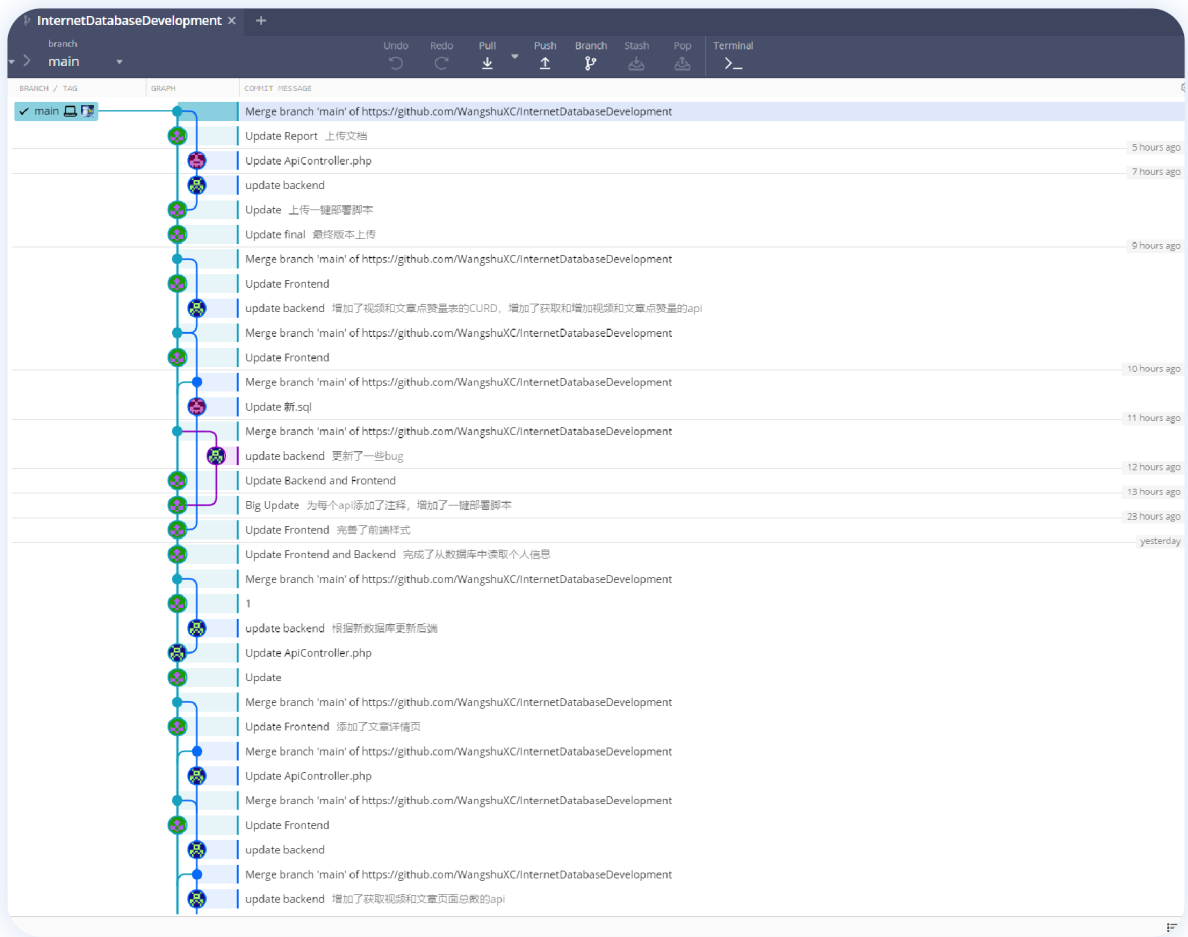 InternetDatabaseDevelopment × +
branch
main
Undo Redo Pull Push Branch Stash Pop Terminal
BRANCH / TAG GRAPH COMMIT MESSAGE
main Merge branch 'main' of https://github.com/WangshuXC/InternetDatabaseDevelopment
Update Report 上传文档
5 hours ago
Update ApiController.php
7 hours ago
update backend
Update 上传一键部署脚本
Update final 最终版本上传
9 hours ago
Merge branch 'main' of https://github.com/WangshuXC/InternetDatabaseDevelopment
Update Frontend
update backend 增加了视频和文章点赞量表的CURD，增加了获取和增加视频和文章点赞量的api
Merge branch 'main' of https://github.com/WangshuXC/InternetDatabaseDevelopment
Update Frontend
10 hours ago
Merge branch 'main' of https://github.com/WangshuXC/InternetDatabaseDevelopment
Update 新.sql
11 hours ago
Merge branch 'main' of https://github.com/WangshuXC/InternetDatabaseDevelopment
update backend 更新了一些bug
12 hours ago
Update Backend and Frontend
13 hours ago
Big Update 为每个api添加了注释，增加了一键部署脚本
23 hours ago
Update Frontend 完善了前端样式
yesterday
Update Frontend and Backend 完成了从数据库中读取个人信息
Merge branch 'main' of https://github.com/WangshuXC/InternetDatabaseDevelopment
1
update backend 根据新数据库更新后端
Update ApiController.php
Update
Merge branch 'main' of https://github.com/WangshuXC/InternetDatabaseDevelopment
Update Frontend 添加了文章详情页
Merge branch 'main' of https://github.com/WangshuXC/InternetDatabaseDevelopment
Update ApiController.php
Merge branch 'main' of https://github.com/WangshuXC/InternetDatabaseDevelopment
Update Frontend
update backend
Merge branch 'main' of https://github.com/WangshuXC/InternetDatabaseDevelopment
update backend 增加了获取视频和文章页面总数的api